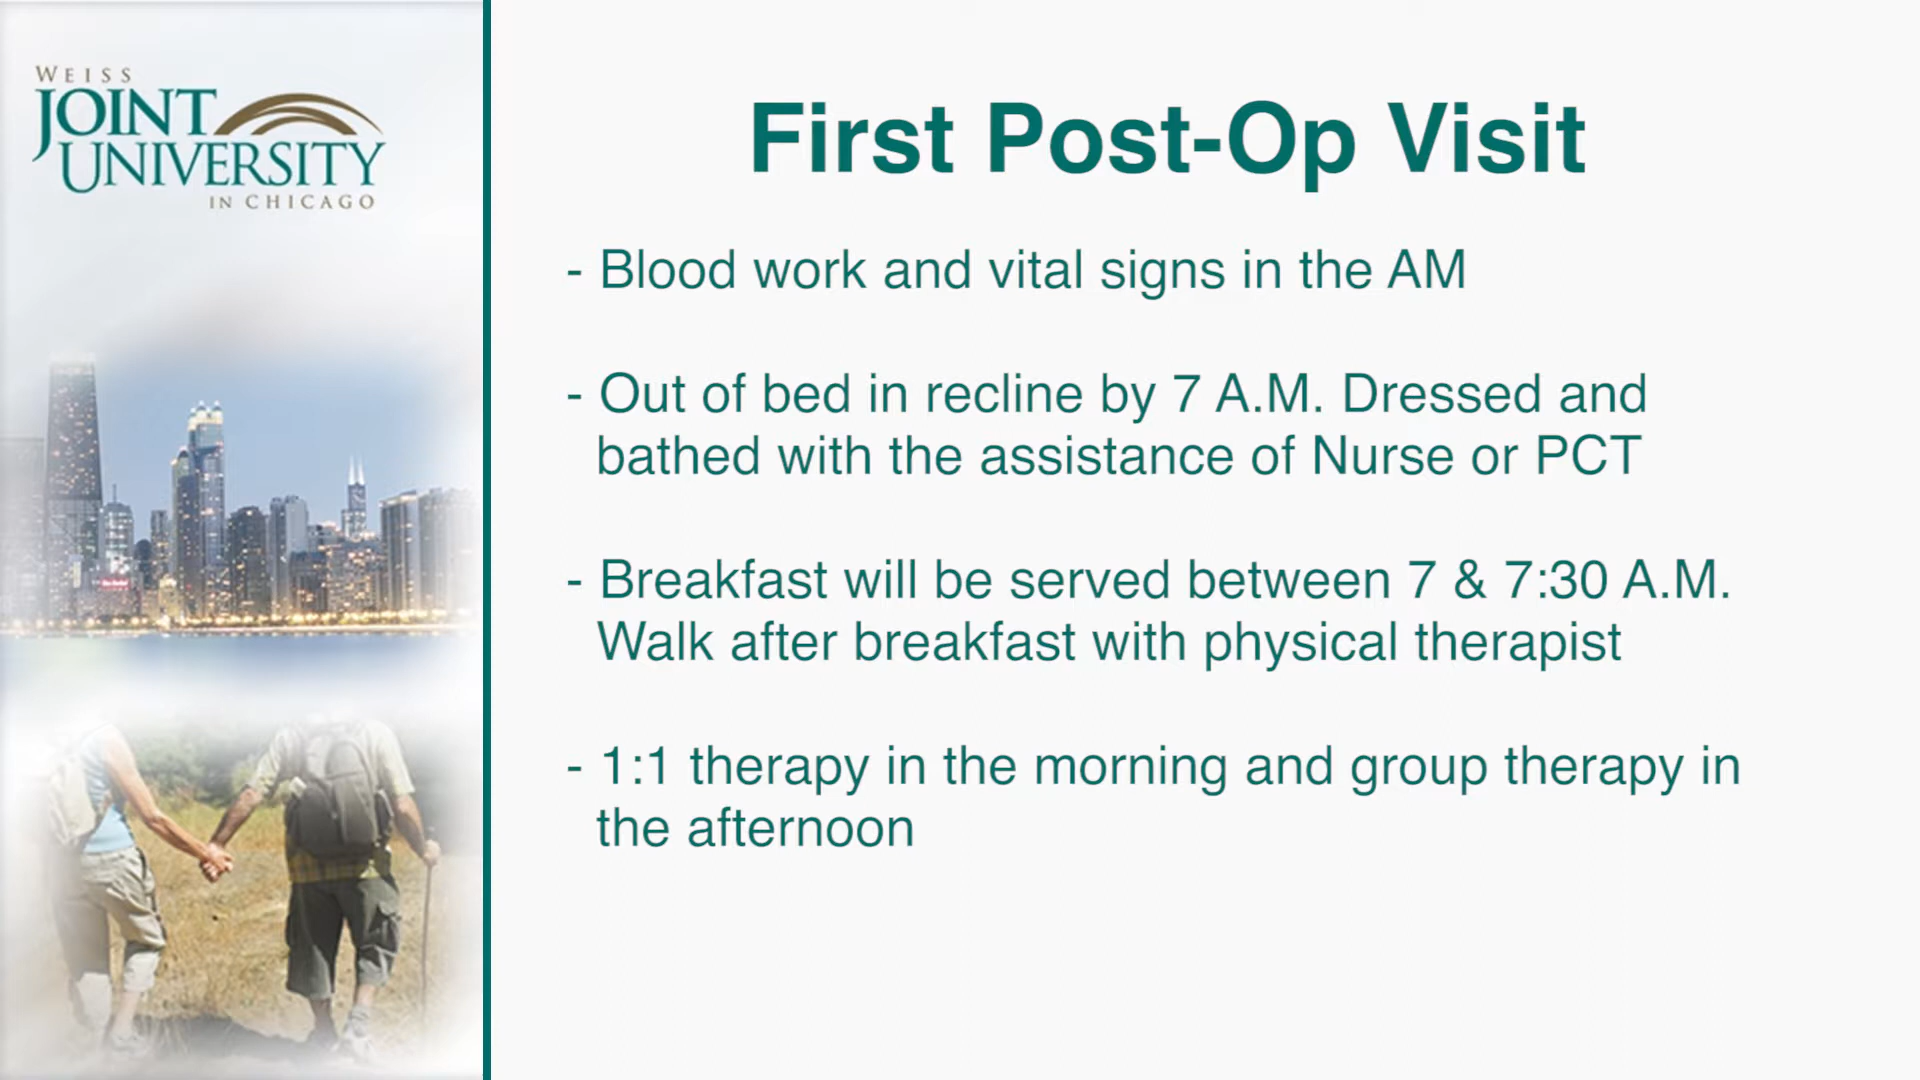 WEISS
JOINT
UNIVERSITY
IN CHICAGO
First Post-Op Visit
- Blood work and vital signs in the AM
- Out of bed in recline by 7 A.M. Dressed and
bathed with the assistance of Nurse or PCT
- Breakfast will be served between 7 & 7:30 A.M.
Walk after breakfast with physical therapist
- 1:1 therapy in the morning and group therapy in
the afternoon